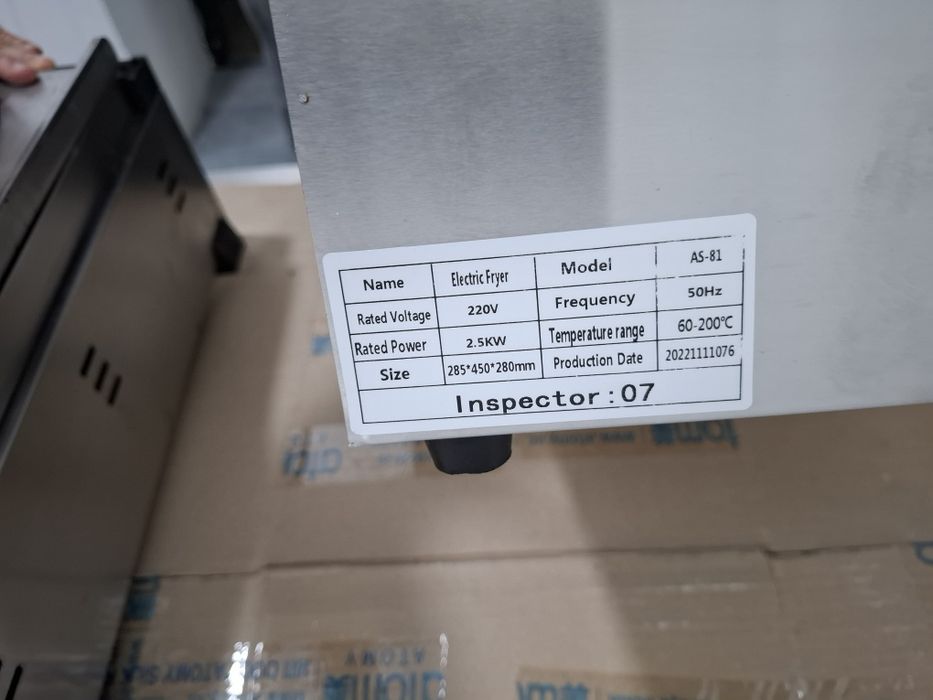 Name Electric Fryer Model AS-81
Rated Voltage 220V Frequency 50Hz
Rated Power 2.5KW Temperature range 60-200℃
Size 285*450*280mm Production Date 20221111076
Inspector:07
ATOMY